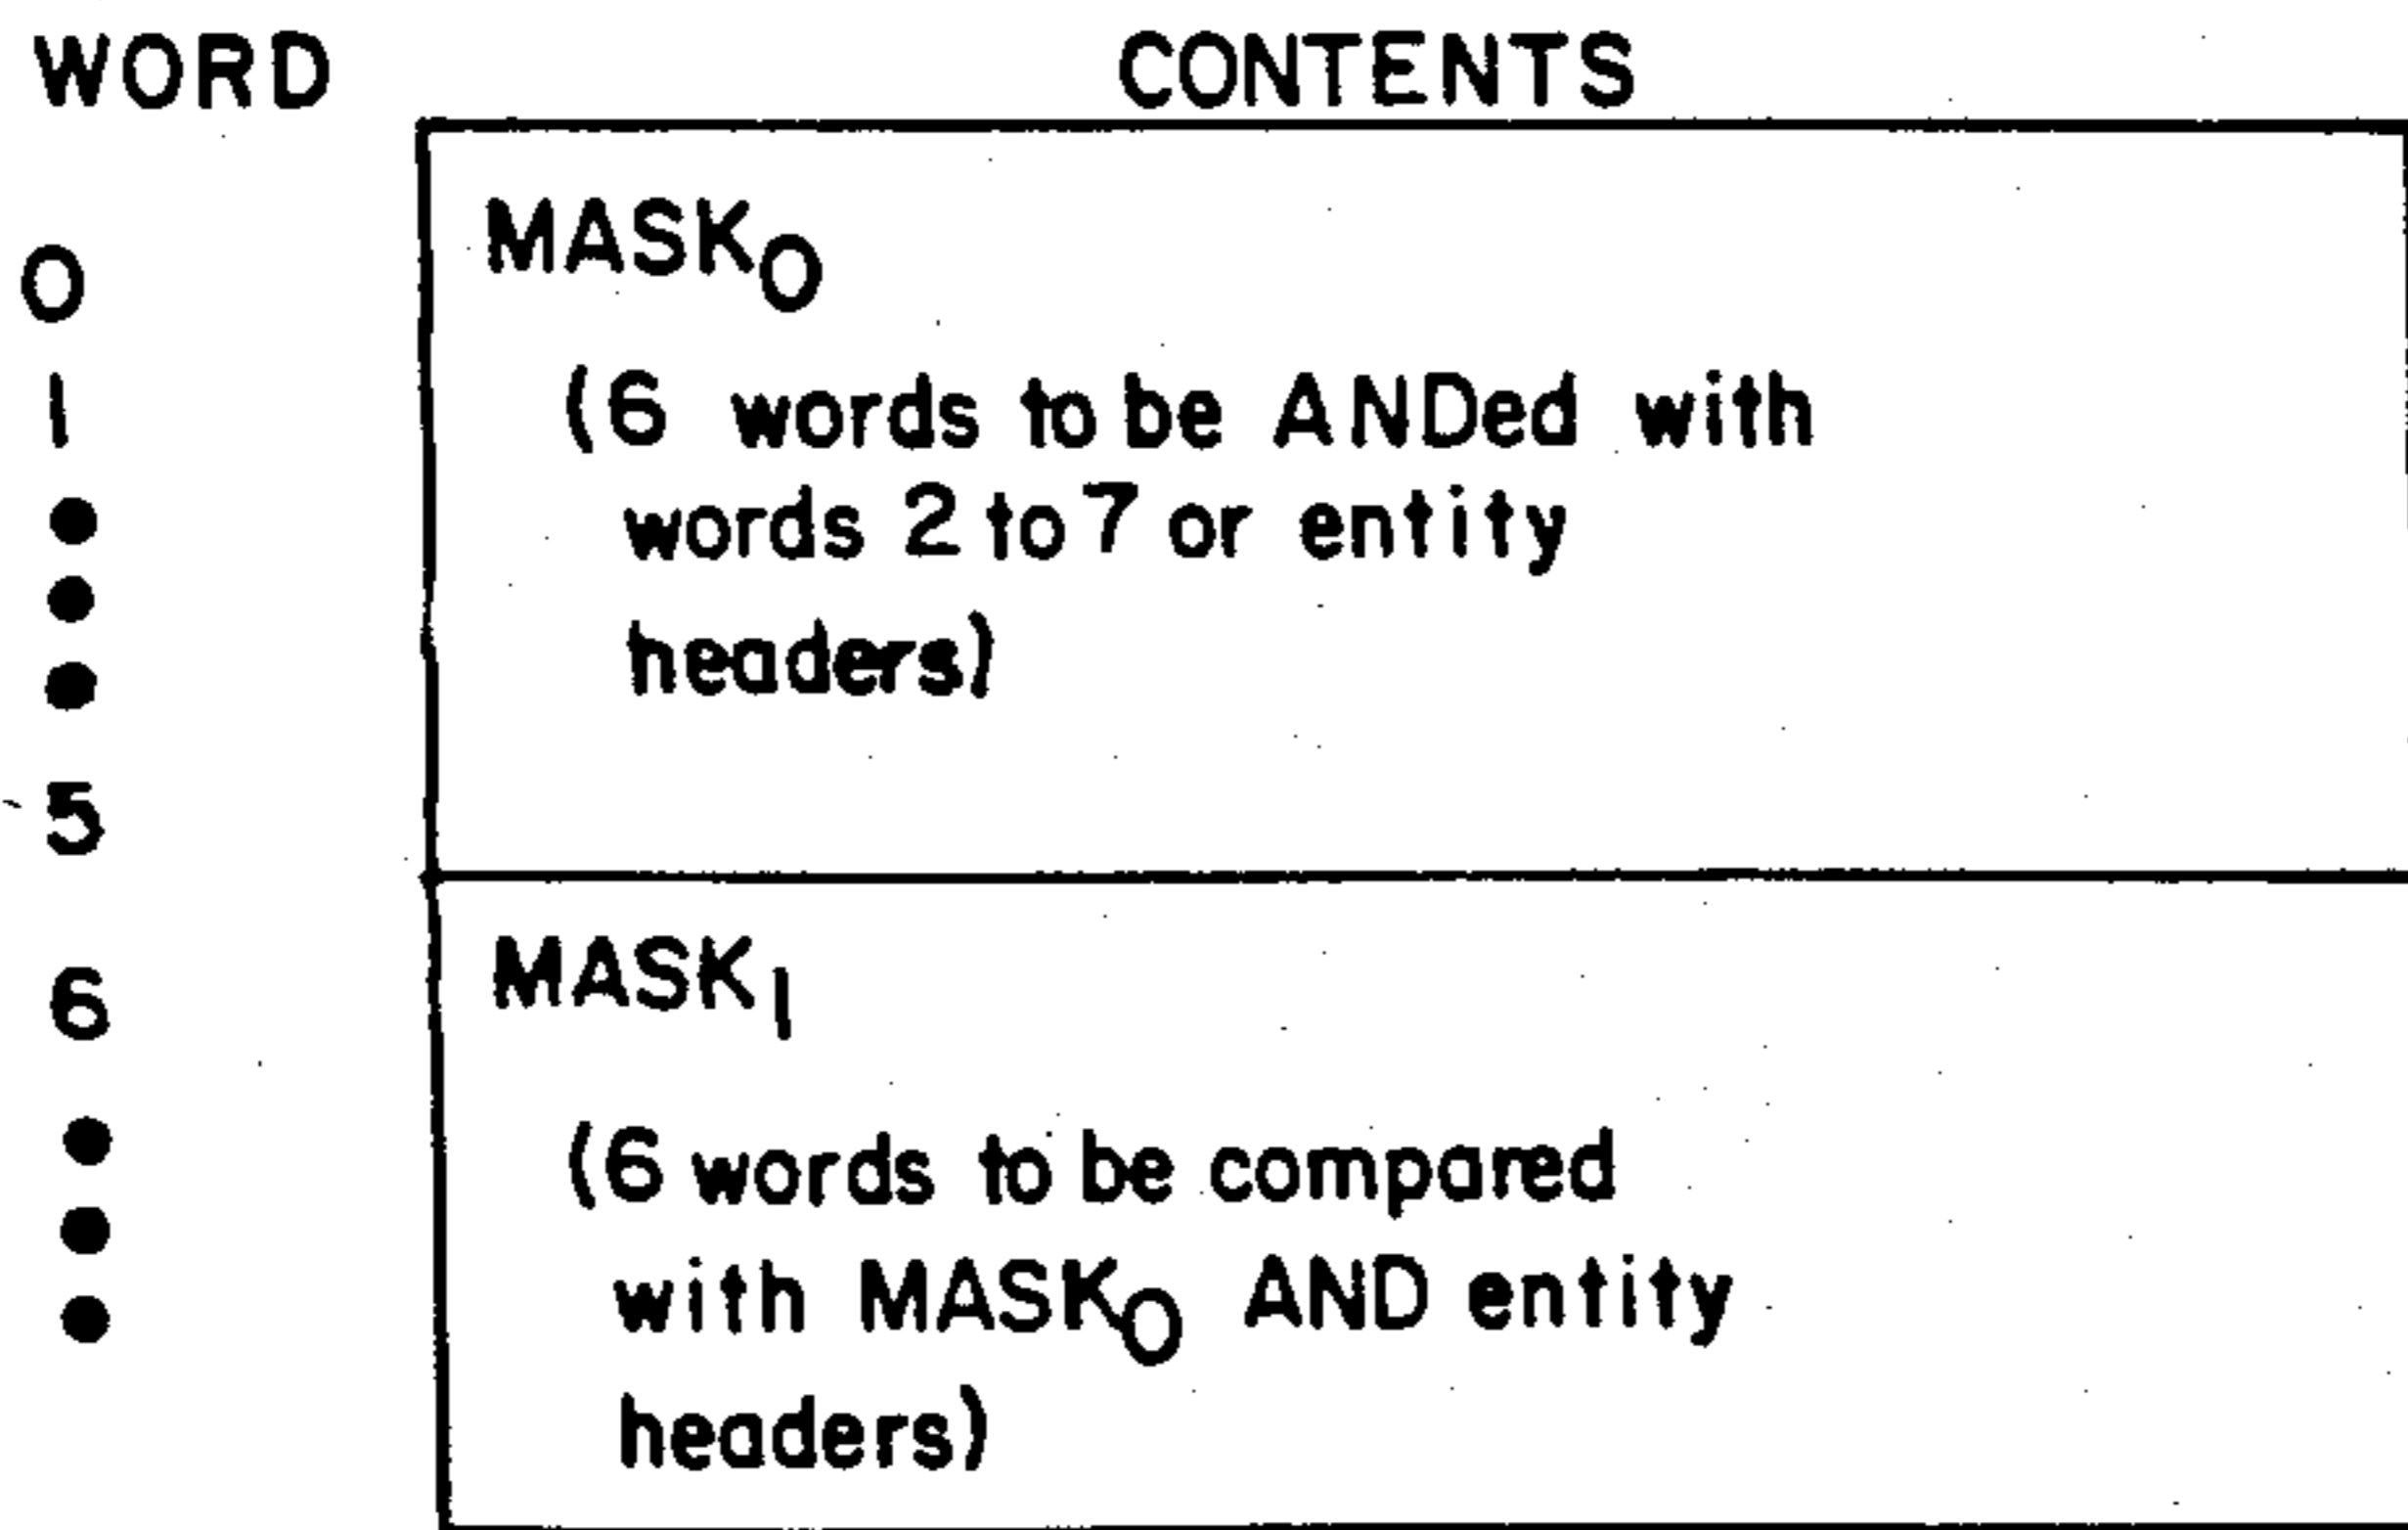 WORD CONTENTS
0 MASK0
1 (6 words to be ANDed with
words 2 to 7 or entity
headers)
5
6 MASK1
(6 words to be compared
with MASK0 AND entity
headers)